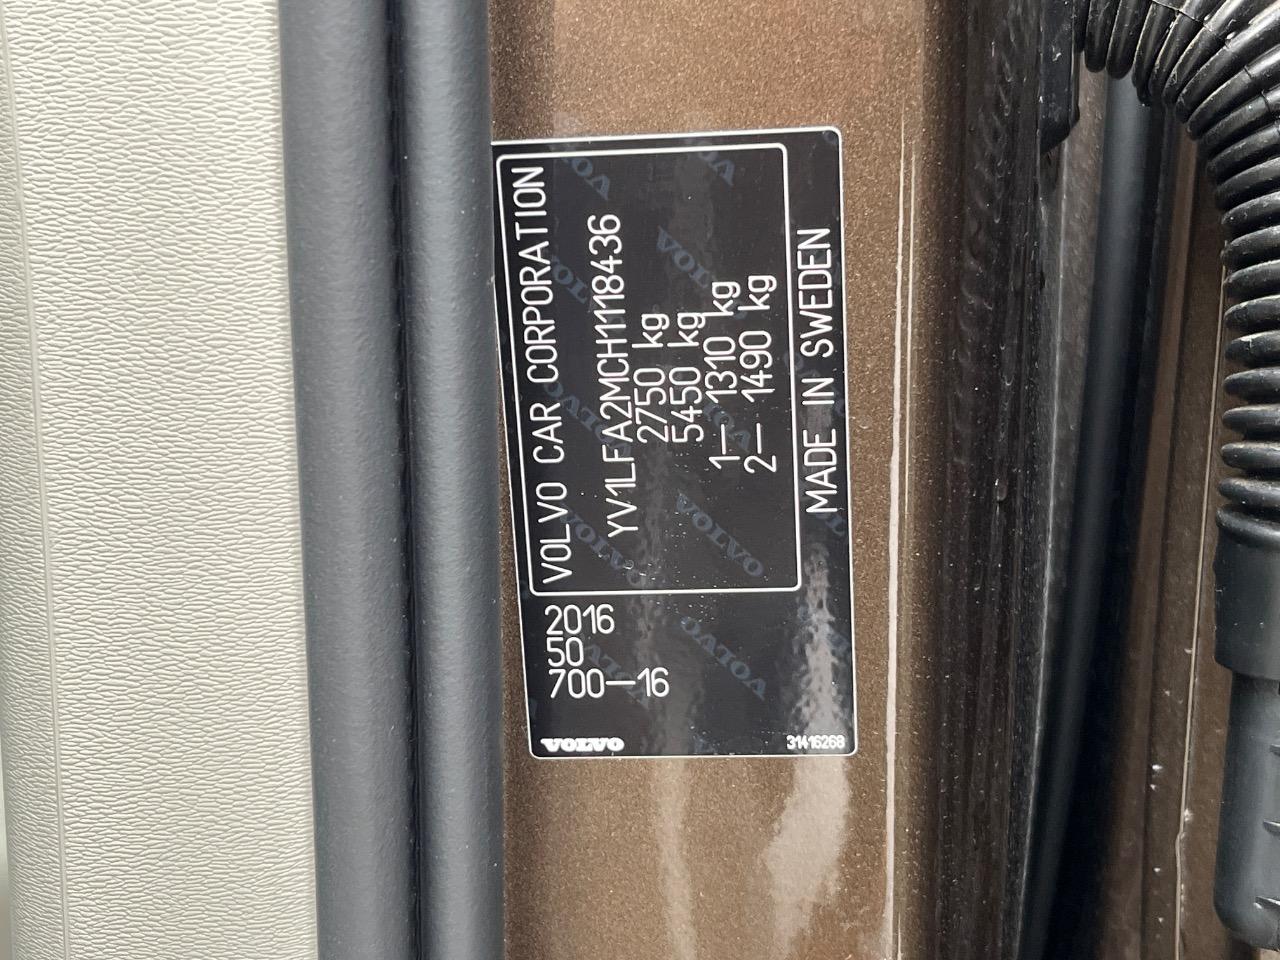 VOLVO CAR CORPORATION
YV1LFA2MCH1118436
2750 kg
5450 kg
1— 1310 kg
2— 1490 kg
MADE IN SWEDEN
2016
50
700—16
VOLVO
31416268